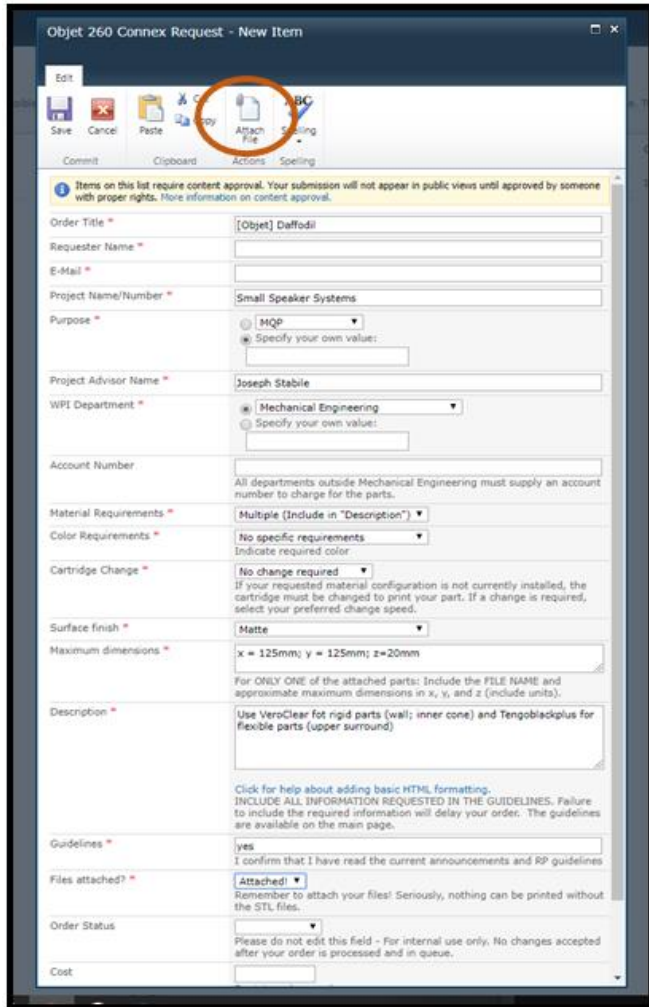 Objet 260 Connex Request - New Item
Edit
Save
Cancel
Paste
Copy
Attach File
Spelling
Commit
Clipboard
Actions
Spelling
Items on this list require content approval. Your submission will not appear in public views until approved by someone
with proper rights. More information on content approval.
Order Title *
[Objet] Daffodil
Requester Name *
E-Mail *
Project Name/Number *
Small Speaker Systems
Purpose *
MQP
Specify your own value:
Project Advisor Name *
Joseph Stabile
WPI Department *
Mechanical Engineering
Specify your own value:
Account Number
All departments outside Mechanical Engineering must supply an account
number to charge for the parts.
Material Requirements *
Multiple (Include in "Description")
Color Requirements *
No specific requirements
Indicate required color
Cartridge Change *
No change required
If your requested material configuration is not currently installed, the
cartridge must be changed to print your part. If a change is required,
select your preferred change speed.
Surface finish *
Matte
Maximum dimensions *
x = 125mm; y = 125mm; z=20mm
For ONLY ONE of the attached parts: Include the FILE NAME and
approximate maximum dimensions in x, y, and z (include units).
Description *
Use VeroClear fot rigid parts (wall; inner cone) and Tengoblackplus for
flexible parts (upper surround)
Click for help about adding basic HTML formatting.
INCLUDE ALL INFORMATION REQUESTED IN THE GUIDELINES. Failure
to include the required information will delay your order. The guidelines
are available on the main page.
Guidelines *
yes
I confirm that I have read the current announcements and RP guidelines
Files attached? *
Attached!
Remember to attach your files! Seriously, nothing can be printed without
the STL files.
Order Status
Please do not edit this field - For internal use only. No changes accepted
after your order is processed and in queue.
Cost